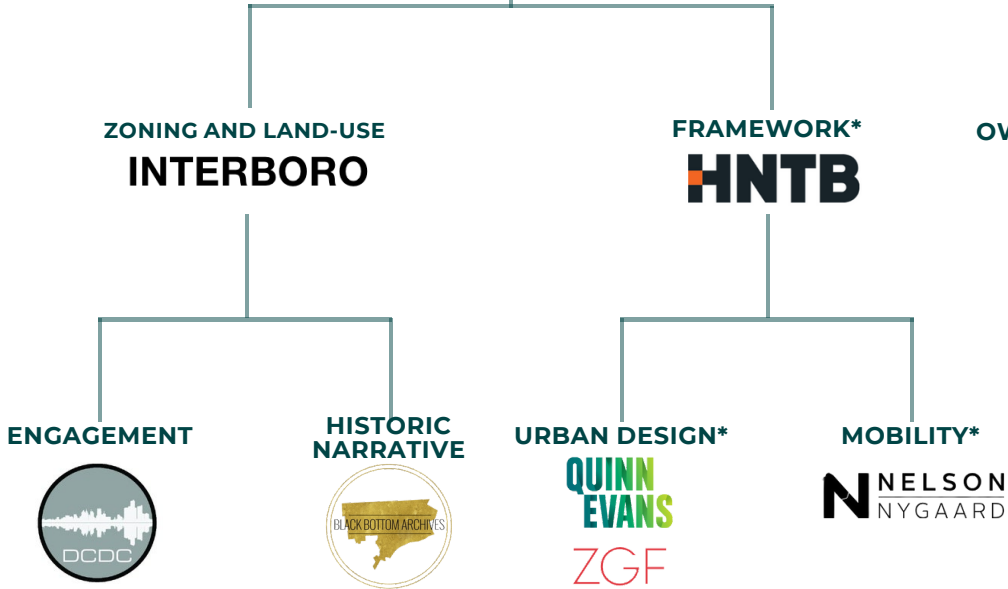 ZONING AND LAND-USE
INTERBORO
FRAMEWORK*
HNTB
ENGAGEMENT
DCDC
HISTORIC
NARRATIVE
BLACK BOTTOM ARCHIVES
URBAN DESIGN*
QUINN
EVANS
ZGF
MOBILITY*
N NELSON
NYGAARD